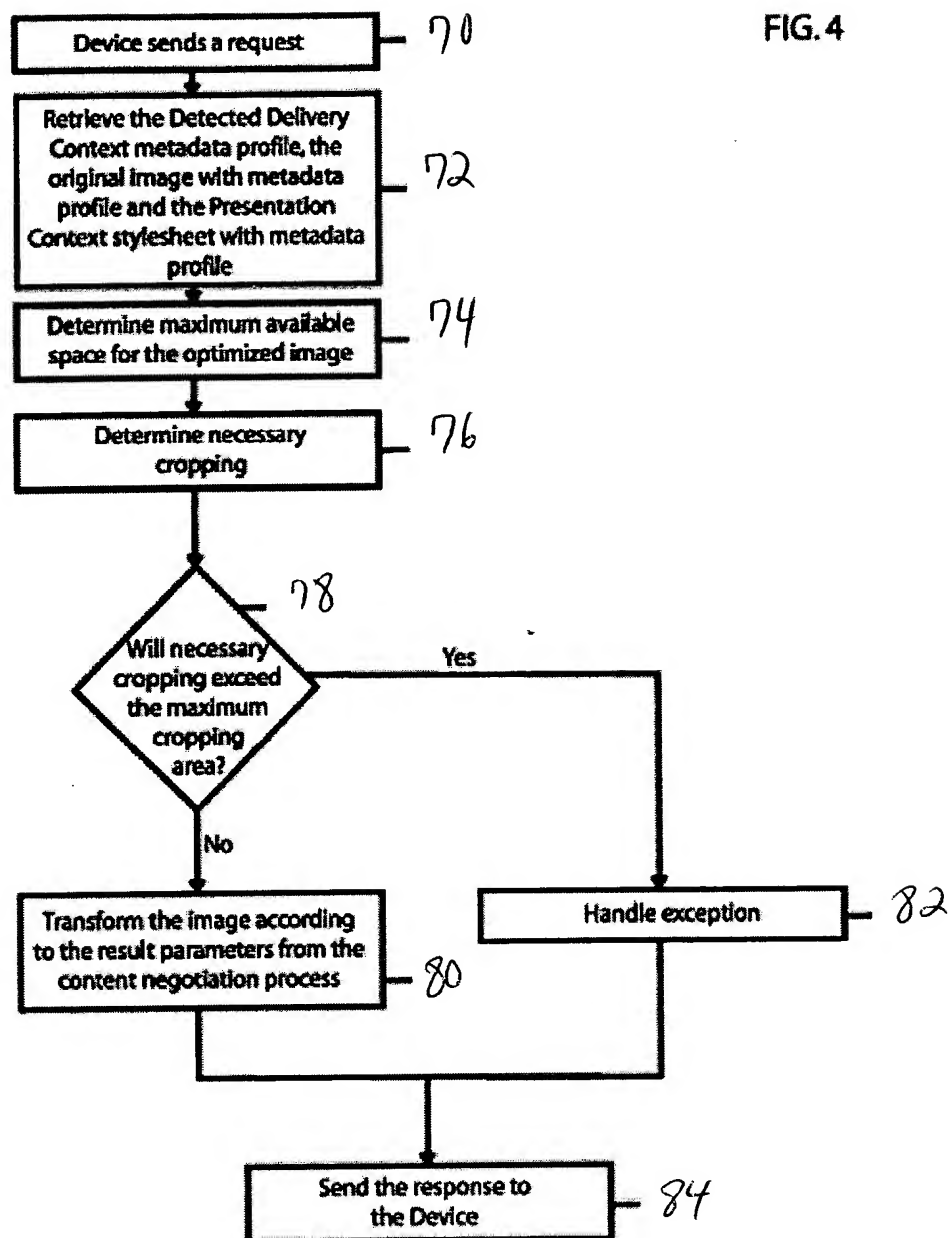 FIG. 4
Device sends a request
70
Retrieve the Detected Delivery
Context metadata profile, the
original image with metadata
profile and the Presentation
Context stylesheet with metadata
profile
72
Determine maximum available
space for the optimized image
74
Determine necessary
cropping
76
78
Will necessary
cropping exceed
the maximum
cropping
area?
Yes
No
Transform the image according
to the result parameters from the
content negotiation process
80
Handle exception
82
Send the response to
the Device
84